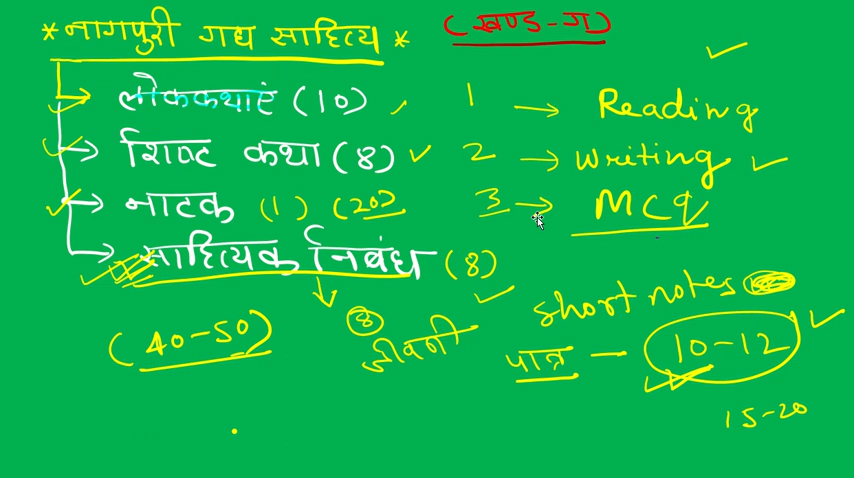 *नागपुरी गद्य साहित्य* (खण्ड-ग)
लोककथाएं (10) 1 → Reading
शिष्ट कथा (8) 2 → Writing
नाटक (1) (20) 3 → MCQ
साहित्यिक निबंध (8)
short notes
(40-50) 8 जीवनी पात्र - 10-12
15-20